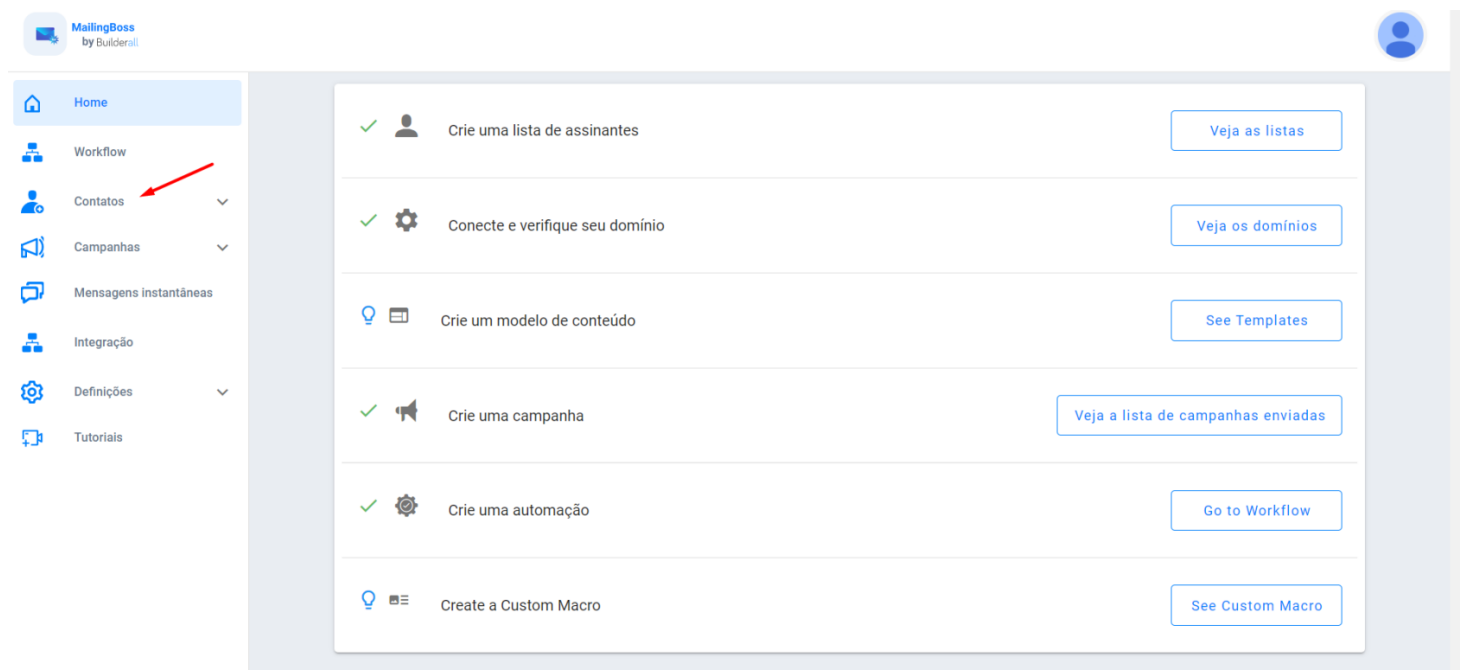 MailingBoss
by Builderall
Home
Workflow
Contatos
Campanhas
Mensagens instantâneas
Integração
Definições
Tutoriais
Crie uma lista de assinantes
Veja as listas
Conecte e verifique seu domínio
Veja os domínios
Crie um modelo de conteúdo
See Templates
Crie uma campanha
Veja a lista de campanhas enviadas
Crie uma automação
Go to Workflow
Create a Custom Macro
See Custom Macro